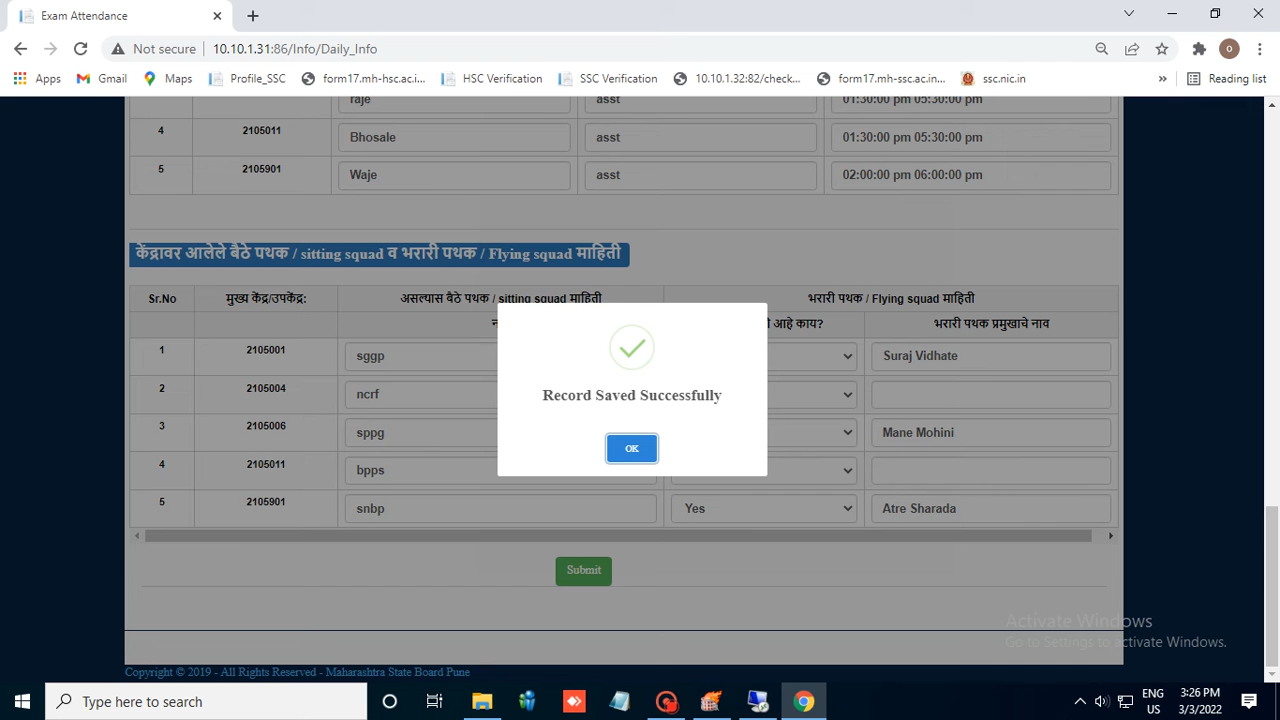 Exam Attendance
Not secure 10.10.1.31:86/Info/Daily_Info
Apps Gmail Maps Profile_SSC form17.mh-hsc.ac.i... HSC Verification SSC Verification 10.10.1.32:82/check... form17.mh-ssc.ac.in... ssc.nic.in » Reading list
raje asst 01:30:00 pm 05:30:00 pm
4 2105011 Bhosale asst 01:30:00 pm 05:30:00 pm
5 2105901 Waje asst 02:00:00 pm 06:00:00 pm
केंद्रावर आलेले बैठे पथक / sitting squad व भरारी पथक / Flying squad माहिती
Sr.No मुख्य केंद्र/उपकेंद्र: असल्यास बैठे पथक / sitting squad माहिती भरारी पथक / Flying squad माहिती
आहे काय? भरारी पथक प्रमुखाचे नाव
1 2105001 sggp Suraj Vidhate
2 2105004 ncrf
3 2105006 sppg Mane Mohini
4 2105011 bpps
5 2105901 snbp Yes Atre Sharada
Record Saved Successfully
OK
Submit
Activate Windows
Go to Settings to activate Windows.
Copyright © 2019 - All Rights Reserved - Maharashtra State Board Pune
Type here to search
ENG
US
3:26 PM
3/3/2022